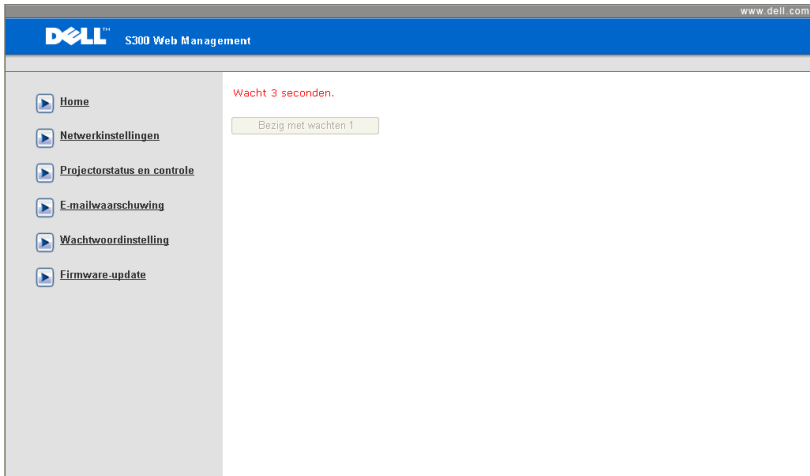 www.dell.com
DELL™ S300 Web Management
Home
Netwerkinstellingen
Projectorstatus en controle
E-mailwaarschuwing
Wachtwoordinstelling
Firmware-update
Wacht 3 seconden.
Bezig met wachten 1